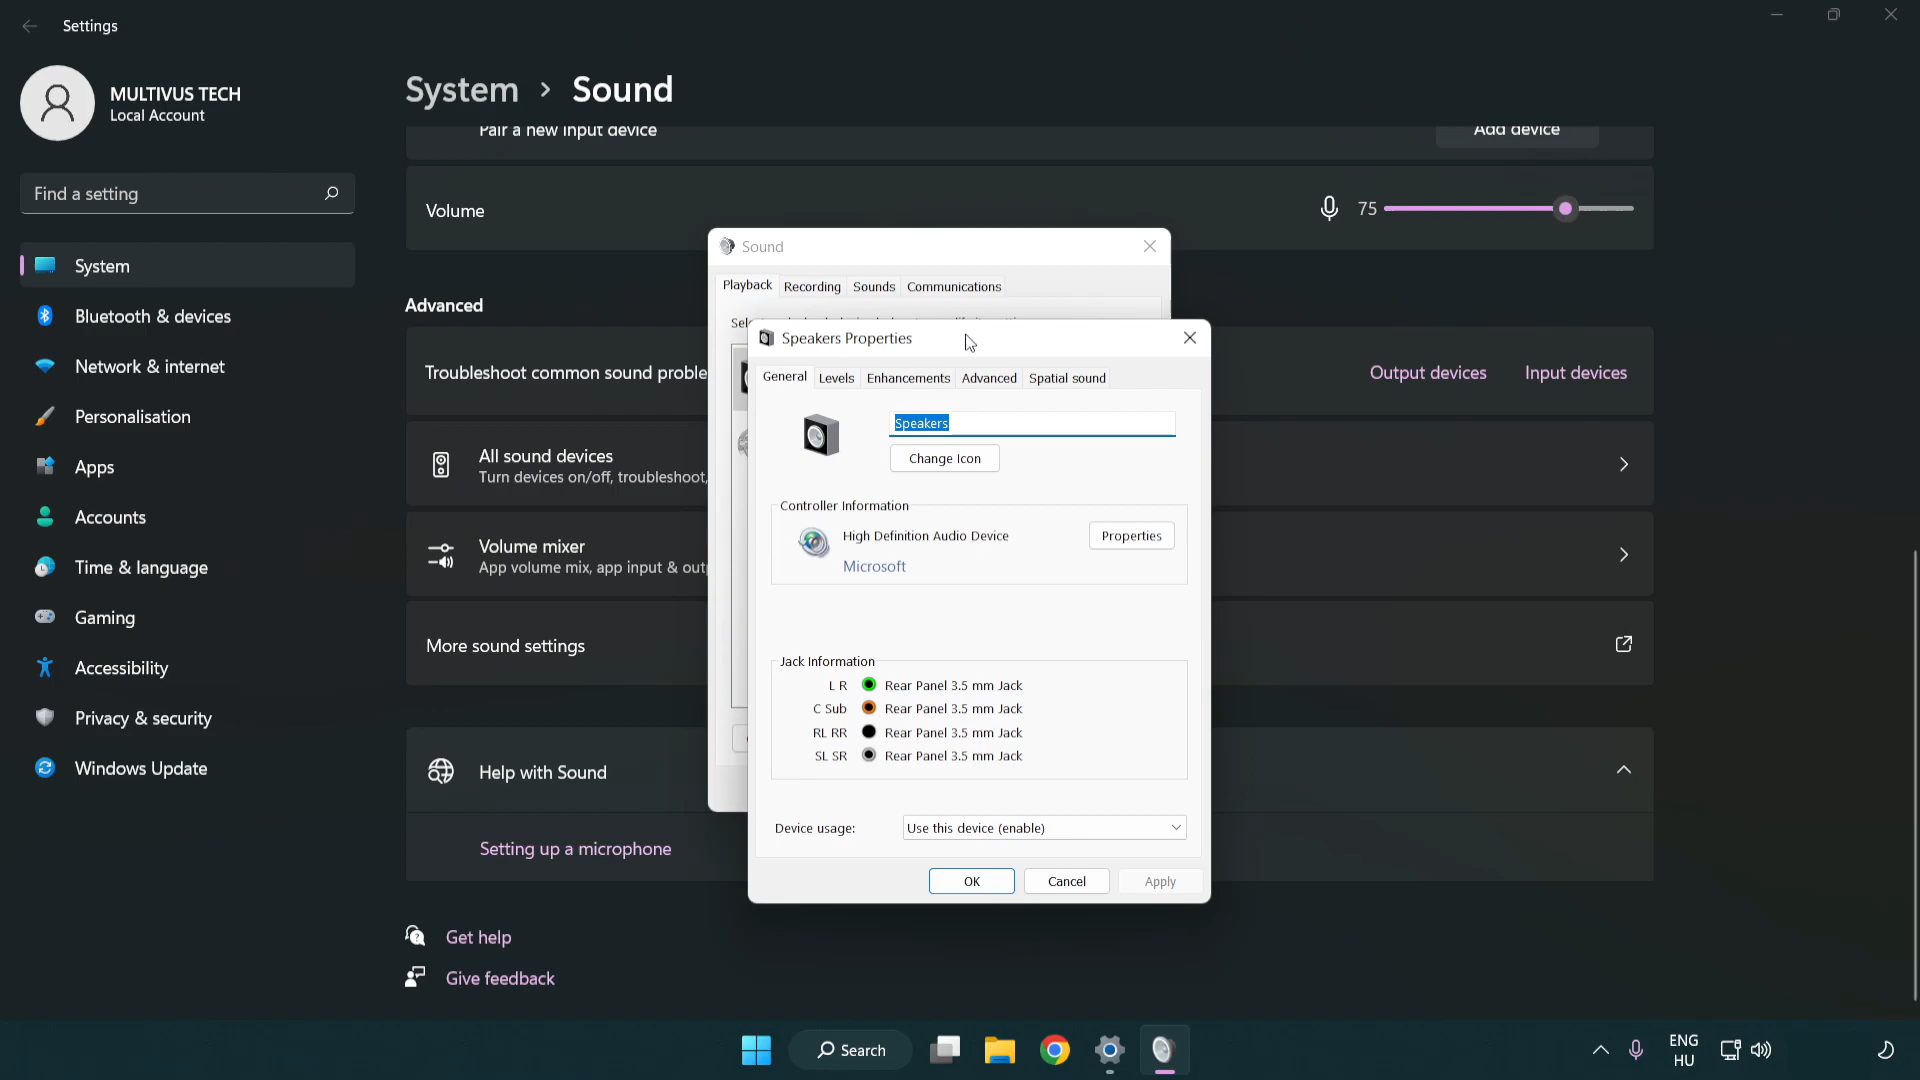 Settings
MULTIVUS TECH
Local Account
Find a setting
System
Bluetooth & devices
Network & internet
Personalisation
Apps
Accounts
Time & language
Gaming
Accessibility
Privacy & security
Windows Update
System > Sound
Pair a new input device
Add device
Volume
75
Advanced
Troubleshoot common sound proble
Output devices
Input devices
All sound devices
Turn devices on/off, troubleshoot,
Volume mixer
App volume mix, app input & out
More sound settings
Help with Sound
Setting up a microphone
Get help
Give feedback
Sound
Playback
Recording
Sounds
Communications
Speakers Properties
General
Levels
Enhancements
Advanced
Spatial sound
Speakers
Change Icon
Controller Information
High Definition Audio Device
Properties
Microsoft
Jack Information
L R Rear Panel 3.5 mm Jack
C Sub Rear Panel 3.5 mm Jack
RL RR Rear Panel 3.5 mm Jack
SL SR Rear Panel 3.5 mm Jack
Device usage:
Use this device (enable)
OK
Cancel
Apply
Search
ENG
HU